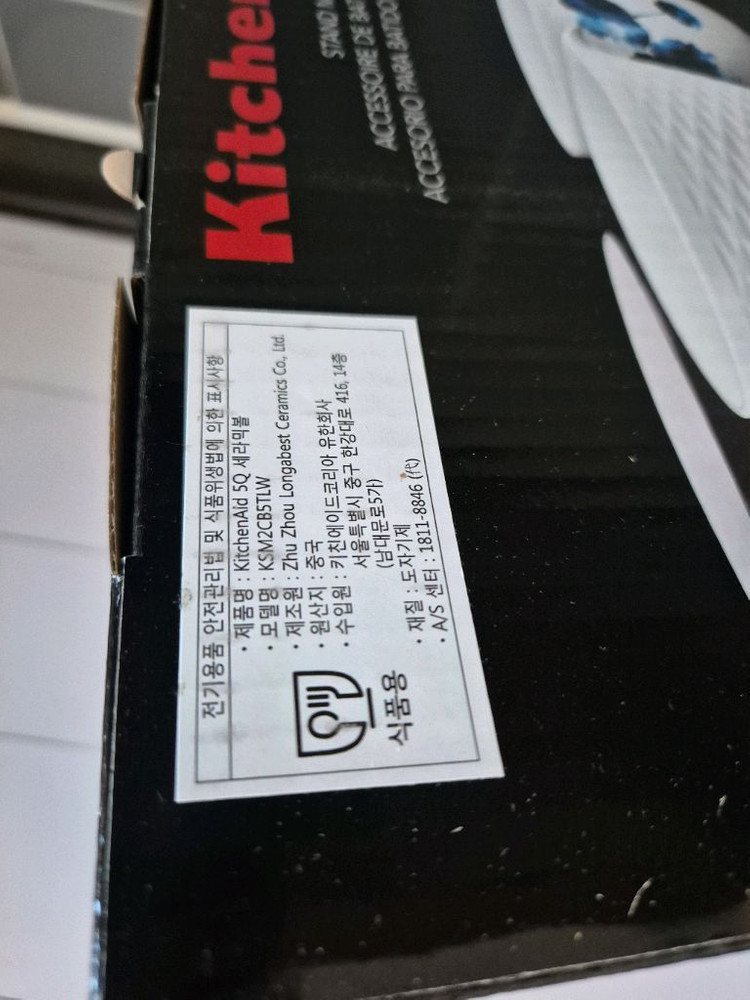 Kitche
STAND
ACCESSOIRE DE
ACCESORIO PARA
전기용품 안전관리법 및 식품위생법에 의한 표시사항
· 제품명 : KitchenAid 5Q 세라믹볼
· 모델명 : KSM2CB5TLW
· 제조원 : Zhu Zhou Longabest Ceramics Co., Ltd.
· 원산지 : 중국
· 수입원 : 키친에이드코리아 유한회사
서울특별시 중구 한강대로 416, 14층
(남대문로5가)
· 재질 : 도자기제
· A/S 센터 : 1811-8846 (代)
식품용